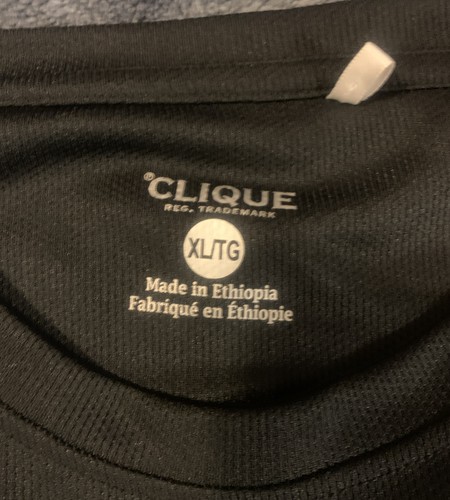 ®CLIQUE
REG. TRADEMARK
XL/TG
Made in Ethiopia
Fabriqué en Éthiopie